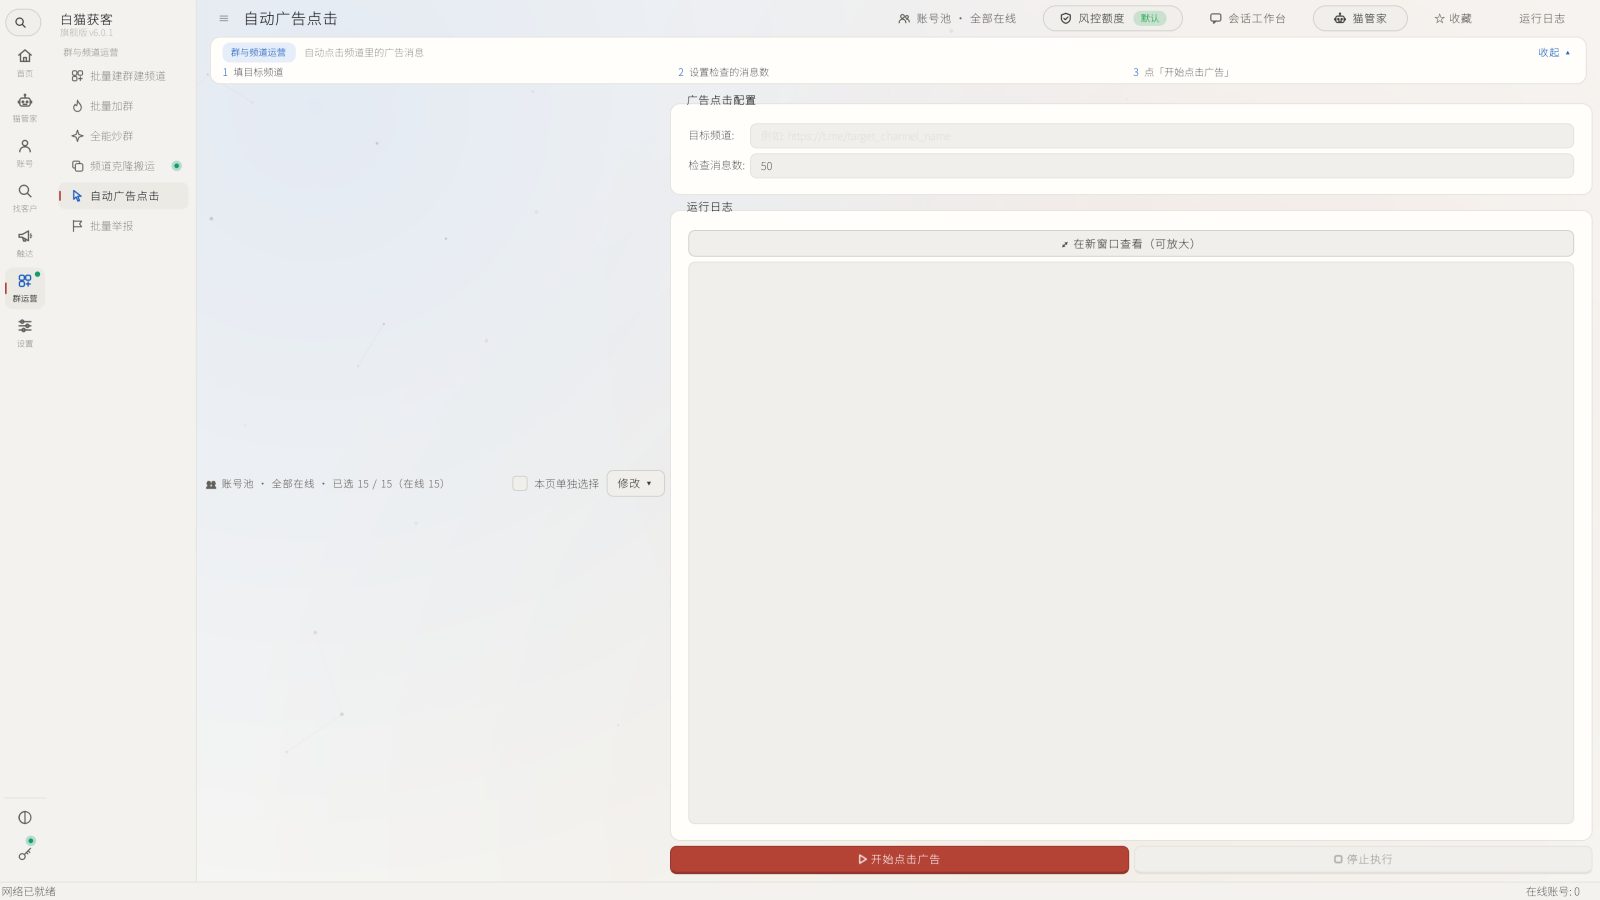 白猫获客
旗舰版 v6.0.1
首页
猫管家
账号
找客户
触达
群运营
设置
群与频道运营
批量建群建频道
批量加群
全能炒群
频道克隆搬运
自动广告点击
批量举报
自动广告点击
账号池 · 全部在线
风控额度 默认
会话工作台
猫管家
☆ 收藏
运行日志
群与频道运营 自动点击频道里的广告消息 收起 ▲
1 填目标频道 2 设置检查的消息数 3 点「开始点击广告」
账号池 · 全部在线 · 已选 15 / 15（在线 15）
本页单独选择
修改 ▼
广告点击配置
目标频道: 例如: https://t.me/target_channel_name
检查消息数: 50
运行日志
在新窗口查看（可放大）
开始点击广告
停止执行
网络已就绪
在线账号: 0